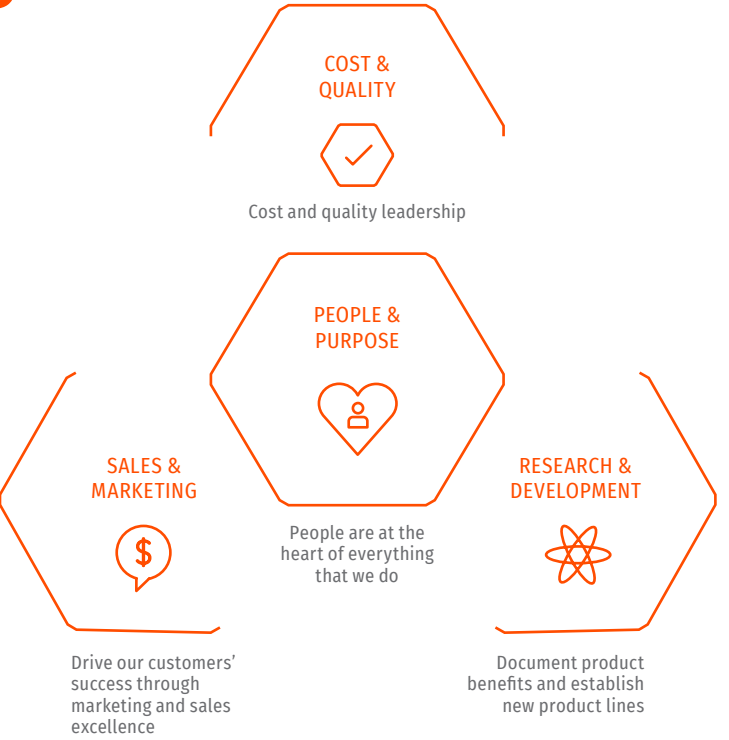 COST &
QUALITY
Cost and quality leadership
PEOPLE &
PURPOSE
People are at the
heart of everything
that we do
SALES &
MARKETING
$
Drive our customers’
success through
marketing and sales
excellence
RESEARCH &
DEVELOPMENT
Document product
benefits and establish
new product lines